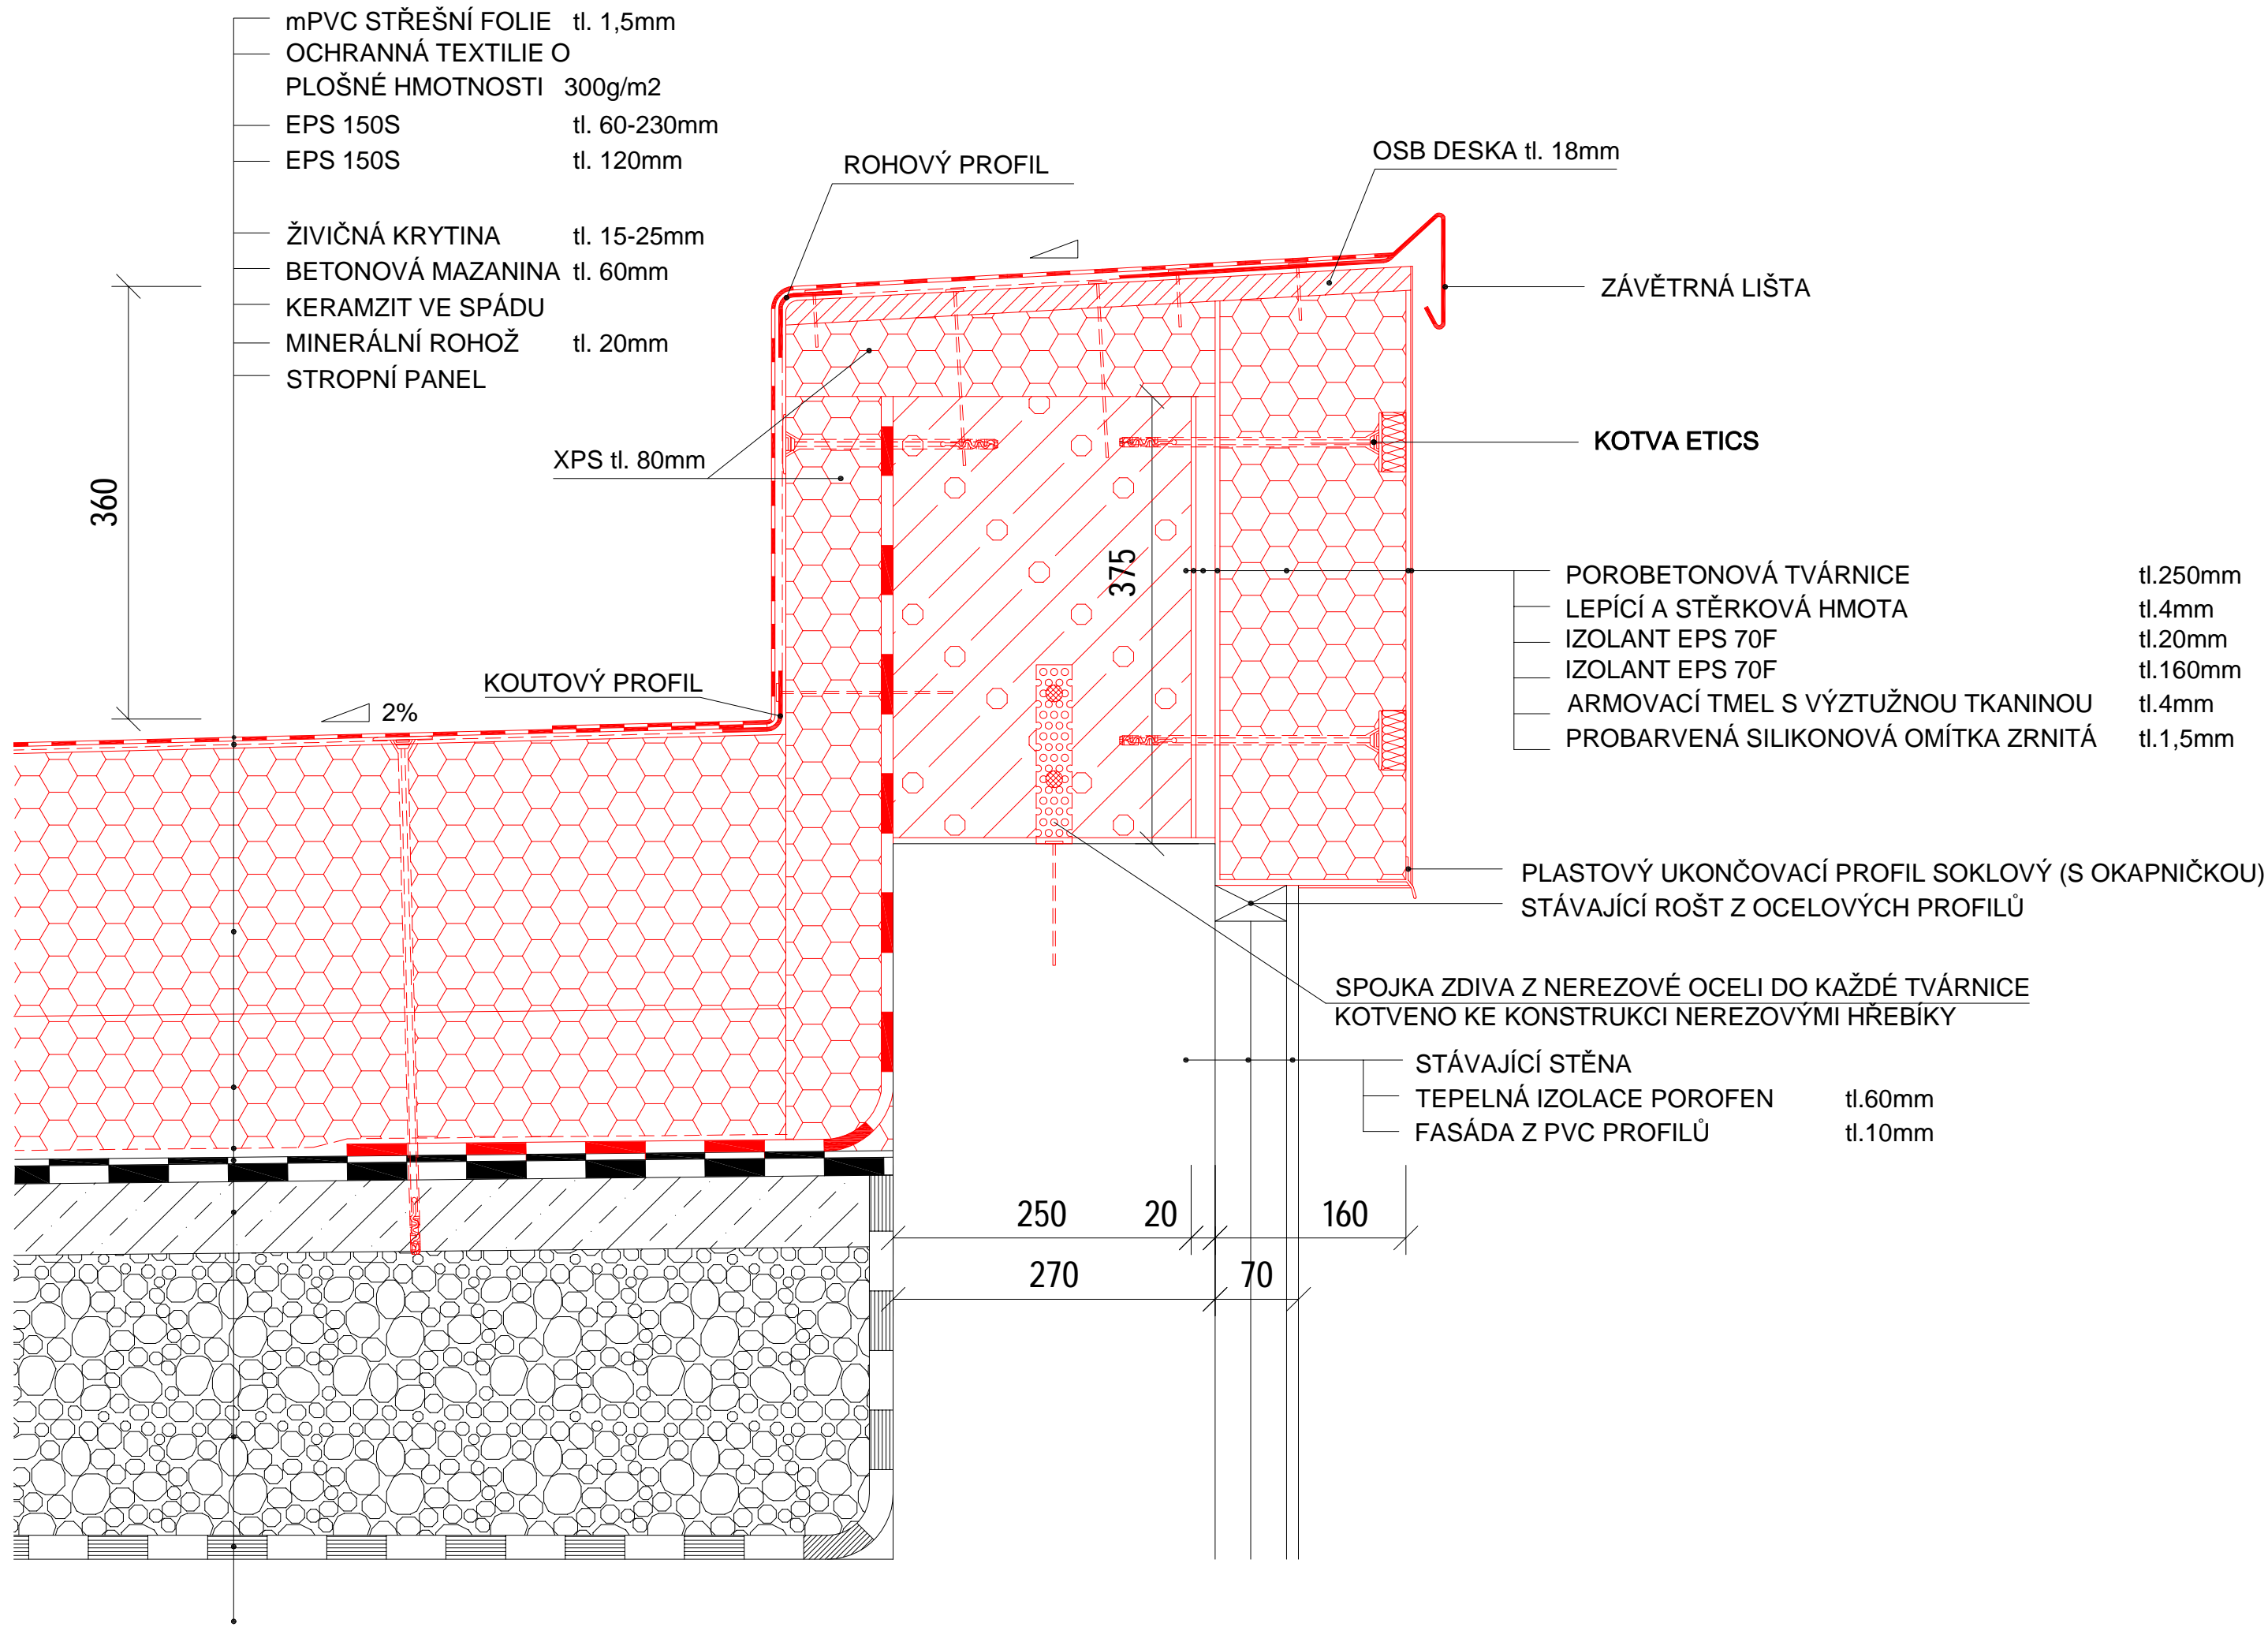 mPVC STŘEŠNÍ FOLIE tl. 1,5mm
OCHRANNÁ TEXTILIE O
PLOŠNÉ HMOTNOSTI 300g/m2
EPS 150S tl. 60-230mm
EPS 150S tl. 120mm
ŽIVIČNÁ KRYTINA tl. 15-25mm
BETONOVÁ MAZANINA tl. 60mm
KERAMZIT VE SPÁDU
MINERÁLNÍ ROHOŽ tl. 20mm
STROPNÍ PANEL
ROHOVÝ PROFIL
OSB DESKA tl. 18mm
ZÁVĚTRNÁ LIŠTA
KOTVA ETICS
XPS tl. 80mm
360
375
KOUTOVÝ PROFIL
2%
POROBETONOVÁ TVÁRNICE tl.250mm
LEPÍCÍ A STĚRKOVÁ HMOTA tl.4mm
IZOLANT EPS 70F tl.20mm
IZOLANT EPS 70F tl.160mm
ARMOVACÍ TMEL S VÝZTUŽNOU TKANINOU tl.4mm
PROBARVENÁ SILIKONOVÁ OMÍTKA ZRNITÁ tl.1,5mm
PLASTOVÝ UKONČOVACÍ PROFIL SOKLOVÝ (S OKAPNIČKOU)
STÁVAJÍCÍ ROŠT Z OCELOVÝCH PROFILŮ
SPOJKA ZDIVA Z NEREZOVÉ OCELI DO KAŽDÉ TVÁRNICE
KOTVENO KE KONSTRUKCI NEREZOVÝMI HŘEBÍKY
STÁVAJÍCÍ STĚNA
TEPELNÁ IZOLACE POROFEN tl.60mm
FASÁDA Z PVC PROFILŮ tl.10mm
250 20 160
270 70